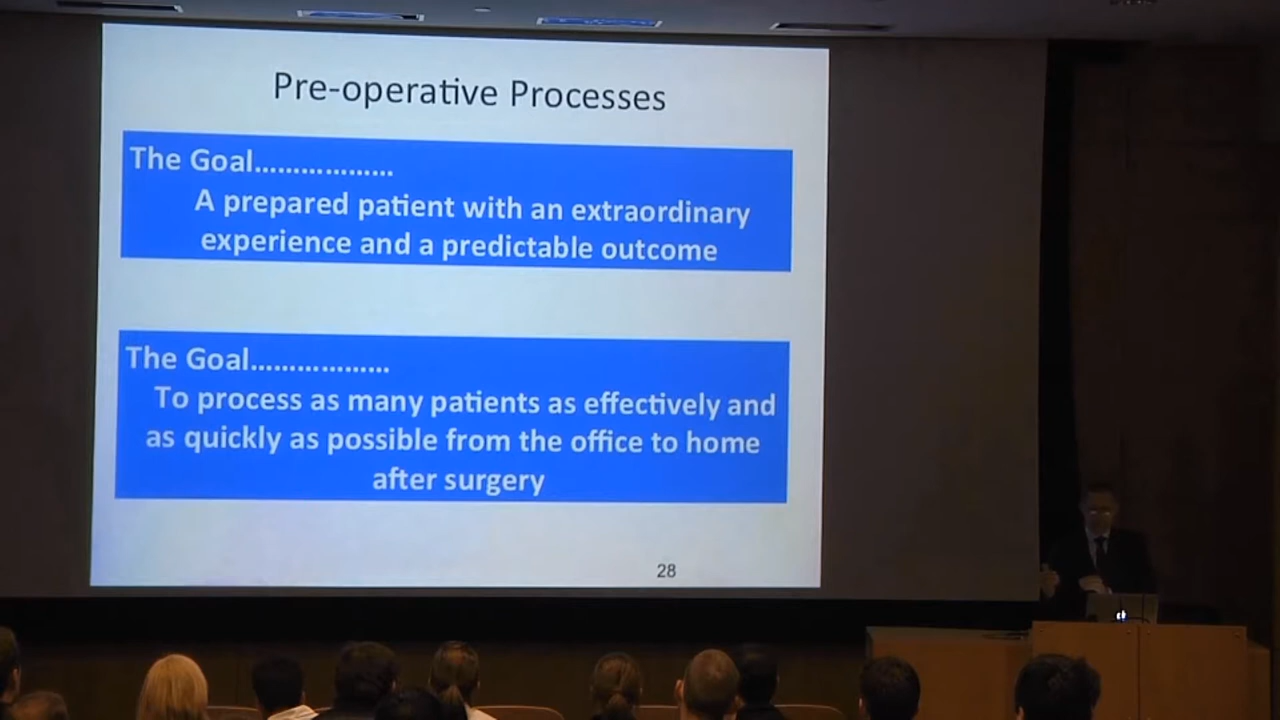 Pre-operative Processes
The Goal………………
A prepared patient with an extraordinary
experience and a predictable outcome
The Goal………………
To process as many patients as effectively and
as quickly as possible from the office to home
after surgery
28